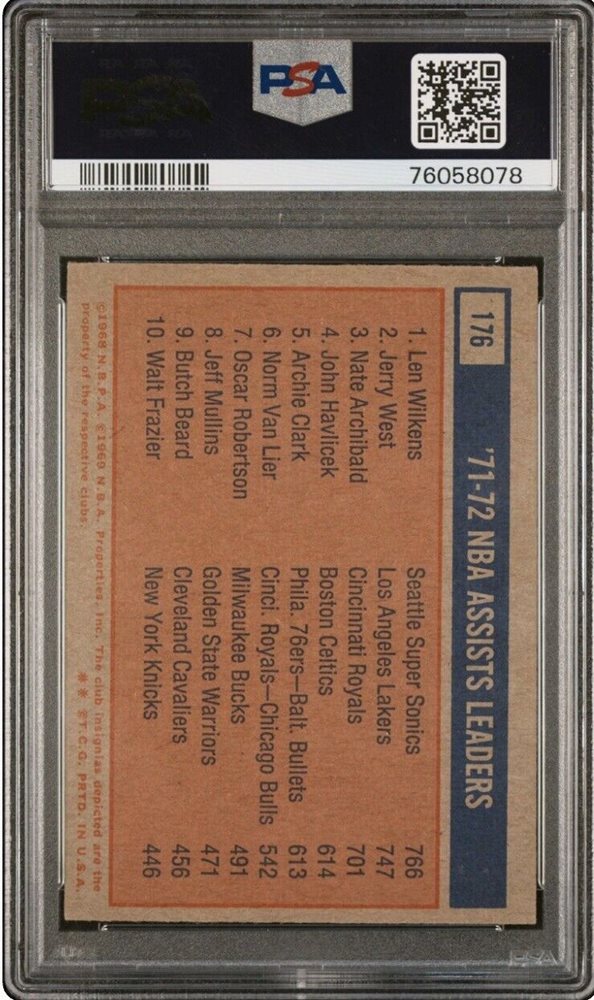 PSA
76058078
176
'71-72 NBA ASSISTS LEADERS
1. Len Wilkens Seattle Super Sonics 766
2. Jerry West Los Angeles Lakers 747
3. Nate Archibald Cincinnati Royals 701
4. John Havlicek Boston Celtics 614
5. Archie Clark Phila. 76ers—Balt. Bullets 613
6. Norm Van Lier Cinci. Royals—Chicago Bulls 542
7. Oscar Robertson Milwaukee Bucks 491
8. Jeff Mullins Golden State Warriors 471
9. Butch Beard Cleveland Cavaliers 456
10. Walt Frazier New York Knicks 446
©1968 N.B.P.A. ©1969 N.B.A. Properties, Inc. The club insignias depicted are the
property of the respective clubs. ** ©T.C.G. PRTD. IN U.S.A.
PSA